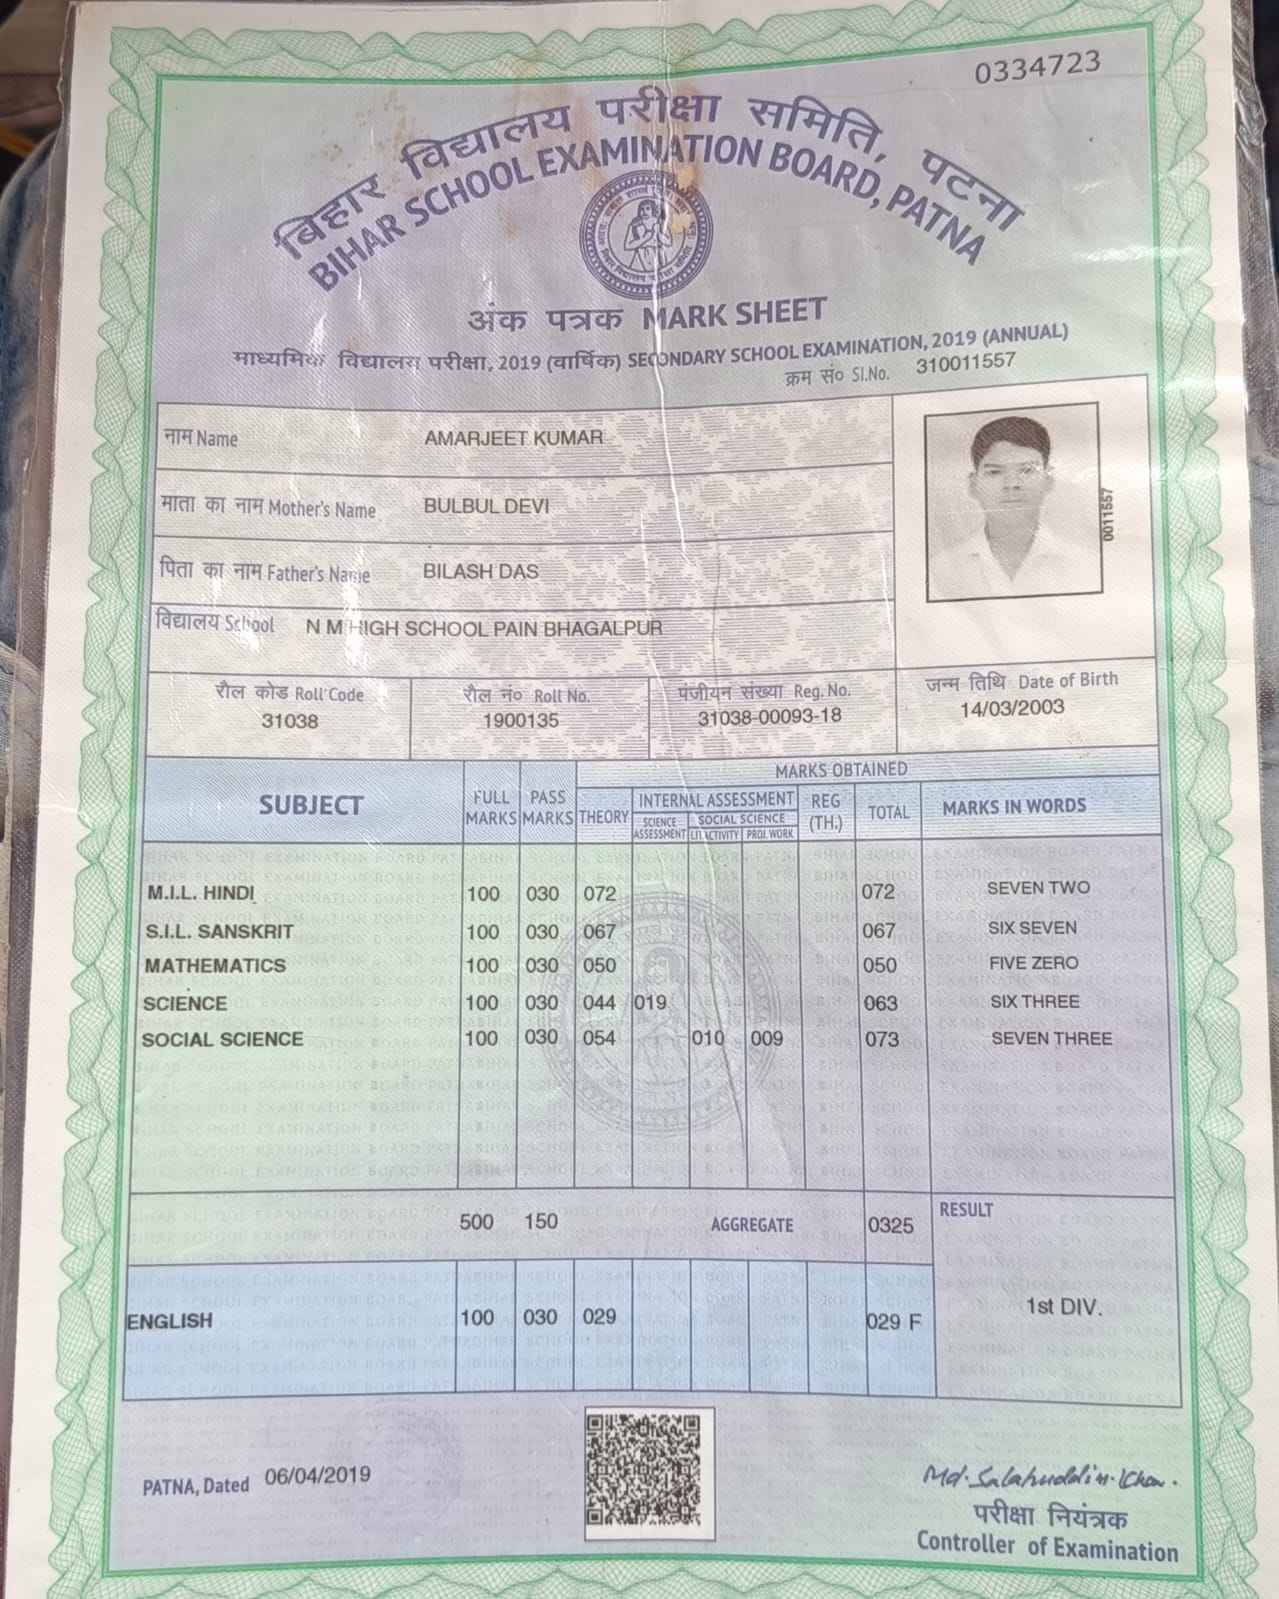 0334723
बिहार विद्यालय परीक्षा समिति, पटना
BIHAR SCHOOL EXAMINATION BOARD, PATNA
अंक पत्रक MARK SHEET
माध्यमिक विद्यालय परीक्षा, 2019 (वार्षिक) SECONDARY SCHOOL EXAMINATION, 2019 (ANNUAL)
क्रम सं० Sl.No. 310011557
नाम Name AMARJEET KUMAR
माता का नाम Mother's Name BULBUL DEVI
0011557
पिता का नाम Father's Name BILASH DAS
विद्यालय School N M HIGH SCHOOL PAIN BHAGALPUR
रौल कोड Roll Code रौल नं० Roll No. पंजीयन संख्या Reg. No. जन्म तिथि Date of Birth
31038 1900135 31038-00093-18 14/03/2003
MARKS OBTAINED
SUBJECT FULL MARKS PASS MARKS THEORY INTERNAL ASSESSMENT REG (TH.) TOTAL MARKS IN WORDS
SCIENCE ASSESSMENT SOCIAL SCIENCE
LIT ACTIVITY PROJ. WORK
M.I.L. HINDI 100 030 072 072 SEVEN TWO
S.I.L. SANSKRIT 100 030 067 067 SIX SEVEN
MATHEMATICS 100 030 050 050 FIVE ZERO
SCIENCE 100 030 044 019 063 SIX THREE
SOCIAL SCIENCE 100 030 054 010 009 073 SEVEN THREE
500 150 AGGREGATE 0325 RESULT
ENGLISH 100 030 029 029 F 1st DIV.
PATNA, Dated 06/04/2019
Md. Salahuddin Khan.
परीक्षा नियंत्रक
Controller of Examination